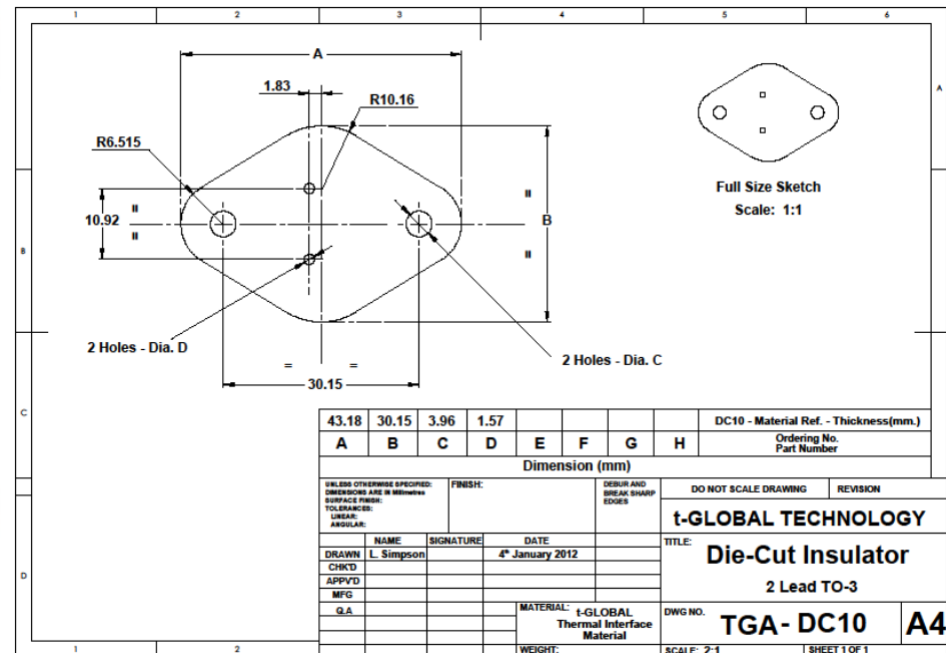 1 2 3 4 5 6
A
1.83
R10.16
A
R6.515
Full Size Sketch
Scale: 1:1
10.92
=
=
=
=
B
B
B
2 Holes - Dia. D
2 Holes - Dia. C
= =
30.15
C
C
43.18 30.15 3.96 1.57 DC10 - Material Ref. - Thickness(mm.)
A B C D E F G H Ordering No.
Part Number
Dimension (mm)
UNLESS OTHERWISE SPECIFIED:
DIMENSIONS ARE IN Millimetres
SURFACE FINISH:
TOLERANCES:
LINEAR:
ANGULAR:
FINISH:
DEBUR AND
BREAK SHARP
EDGES
DO NOT SCALE DRAWING REVISION
t-GLOBAL TECHNOLOGY
NAME SIGNATURE DATE
DRAWN L. Simpson 4th January 2012
CHK'D
APPV'D
MFG
Q.A
TITLE:
Die-Cut Insulator
2 Lead TO-3
D
MATERIAL: t-GLOBAL
Thermal Interface
Material
DWG NO. TGA - DC10 A4
WEIGHT: SCALE: 2:1 SHEET 1 OF 1
1 2